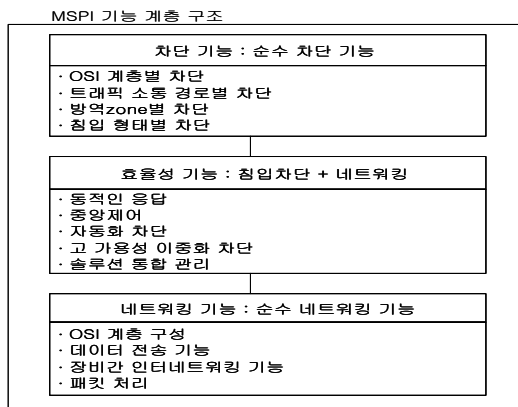 MSPI 기능 계층 구조
차단 기능 : 순수 차단 기능
· OSI 계층별 차단
· 트래픽 소통 경로별 차단
· 방역zone별 차단
· 침입 형태별 차단
효율성 기능 : 침입차단 + 네트워킹
· 동적인 응답
· 중앙제어
· 자동화 차단
· 고 가용성 이중화 차단
· 솔루션 통합 관리
네트워킹 기능 : 순수 네트워킹 기능
· OSI 계층 구성
· 데이터 전송 기능
· 장비간 인터네트워킹 기능
· 패킷 처리